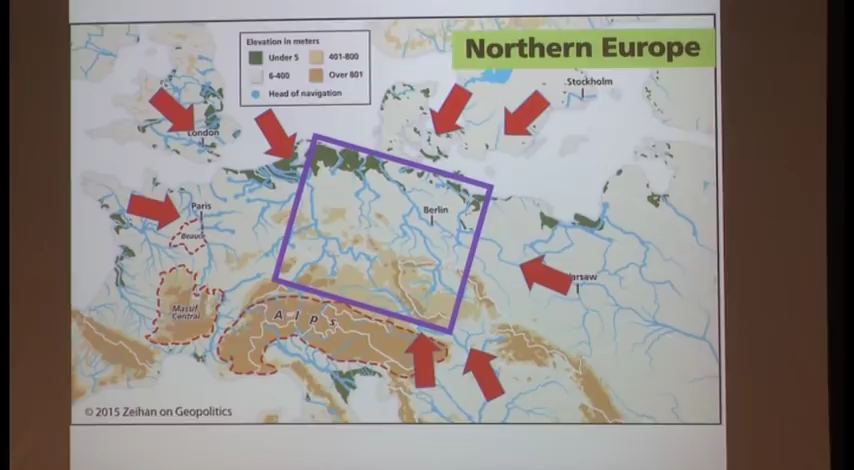 Northern Europe
Elevation in meters
Under 5
401-800
6-400
Over 801
Head of navigation
Stockholm
London
Paris
Beauce
Berlin
arsaw
Massif
Central
Alps
© 2015 Zeihan on Geopolitics